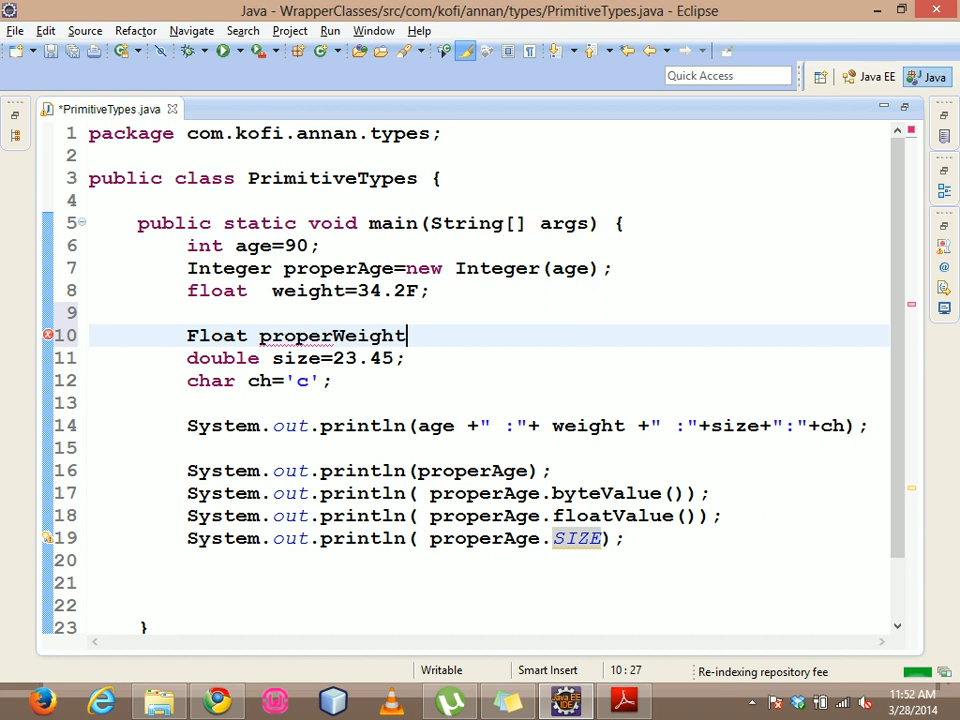 Java - WrapperClasses/src/com/kofi/annan/types/PrimitiveTypes.java - Eclipse
File Edit Source Refactor Navigate Search Project Run Window Help
Quick Access Java EE Java
*PrimitiveTypes.java
1 package com.kofi.annan.types;
2
3 public class PrimitiveTypes {
4
5 public static void main(String[] args) {
6 int age=90;
7 Integer properAge=new Integer(age);
8 float  weight=34.2F;
9
10 Float properWeight
11 double size=23.45;
12 char ch='c';
13
14 System.out.println(age +" :"+ weight +" :"+size+":"+ch);
15
16 System.out.println(properAge);
17 System.out.println( properAge.byteValue());
18 System.out.println( properAge.floatValue());
19 System.out.println( properAge.SIZE);
20
21
22
23 }
Writable Smart Insert 10 : 27 Re-indexing repository fee
11:52 AM
3/28/2014